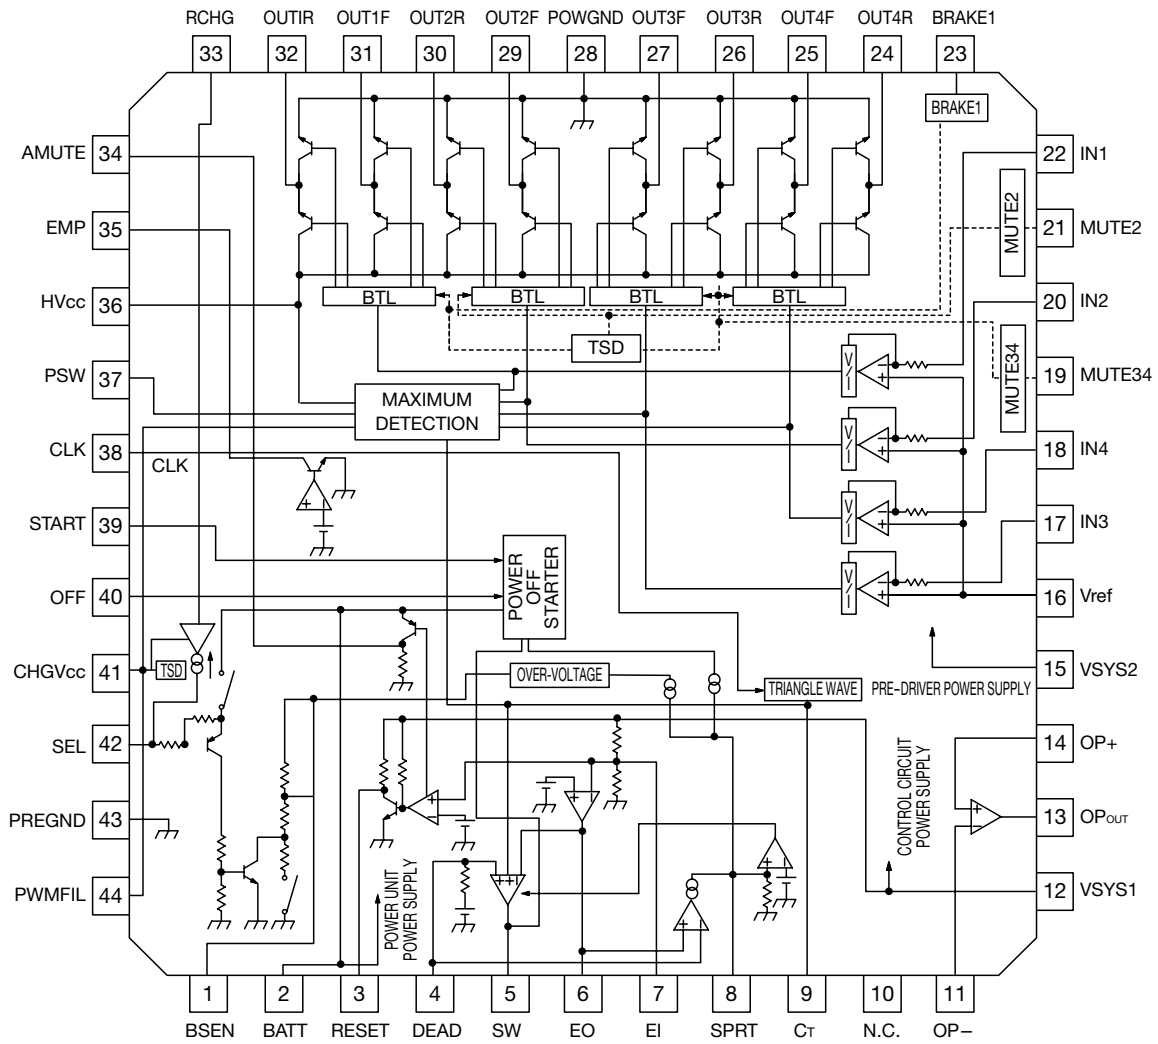 RCHG OUTIR OUT1F OUT2R OUT2F POWGND OUT3F OUT3R OUT4F OUT4R BRAKE1
33 32 31 30 29 28 27 26 25 24 23
BRAKE1
AMUTE 34
22 IN1
MUTE2
EMP 35
21 MUTE2
HVcc 36
BTL BTL BTL BTL
20 IN2
TSD
MUTE34
PSW 37
V/I − +
19 MUTE34
MAXIMUM
DETECTION
CLK 38
V/I − +
18 IN4
CLK
+ −
START 39
V/I − +
17 IN3
POWER
OFF
STARTER
OFF 40
V/I − +
16 Vref
CHGVcc 41
TSD
OVER-VOLTAGE
TRIANGLE WAVE
PRE-DRIVER POWER SUPPLY
15 VSYS2
SEL 42
14 OP+
CONTROL CIRCUIT
POWER SUPPLY
+ −
+ −
PREGND 43
+ −
13 OPOUT
+ −
PWMFIL 44
POWER UNIT
POWER SUPPLY
++−
+ −
12 VSYS1
1 2 3 4 5 6 7 8 9 10 11
BSEN BATT RESET DEAD SW EO EI SPRT CT N.C. OP−